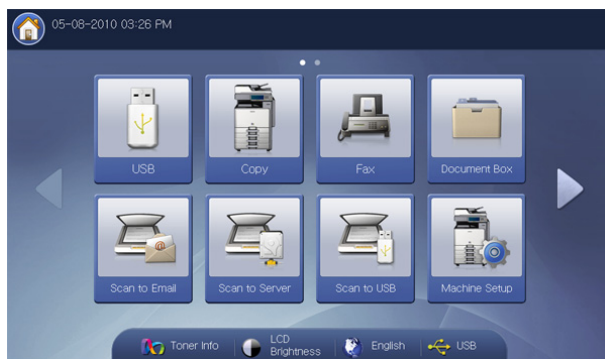 05-08-2010 03:26 PM
USB
Copy
Fax
Document Box
Scan to Email
Scan to Server
Scan to USB
Machine Setup
Toner Info
LCD
Brightness
English
USB